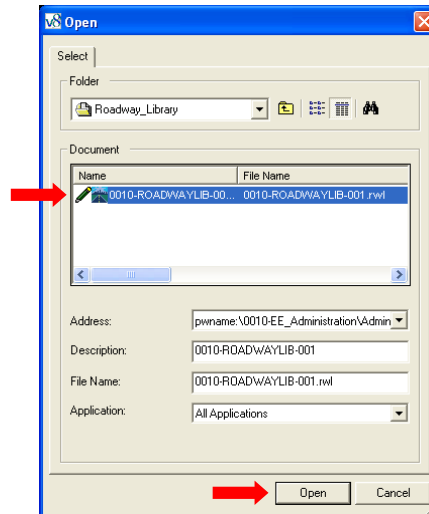 V8 Open
Select
Folder
Roadway_Library
Document
Name File Name
0010-ROADWAYLIB-00... 0010-ROADWAYLIB-001.rwl
Address: pwname:\0010-EE_Administration\Admin
Description: 0010-ROADWAYLIB-001
File Name: 0010-ROADWAYLIB-001.rwl
Application: All Applications
Open Cancel